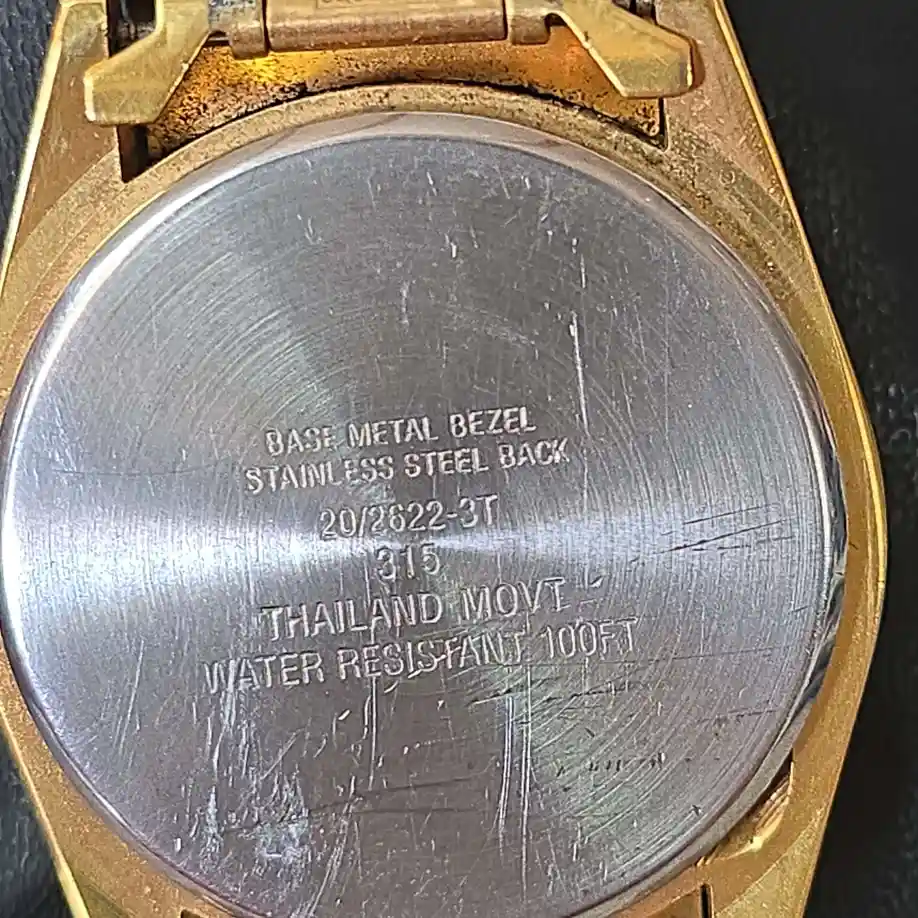 BASE METAL BEZEL
STAINLESS STEEL BACK
20/2622-3T
315
THAILAND MOVT
WATER RESISTANT 100FT